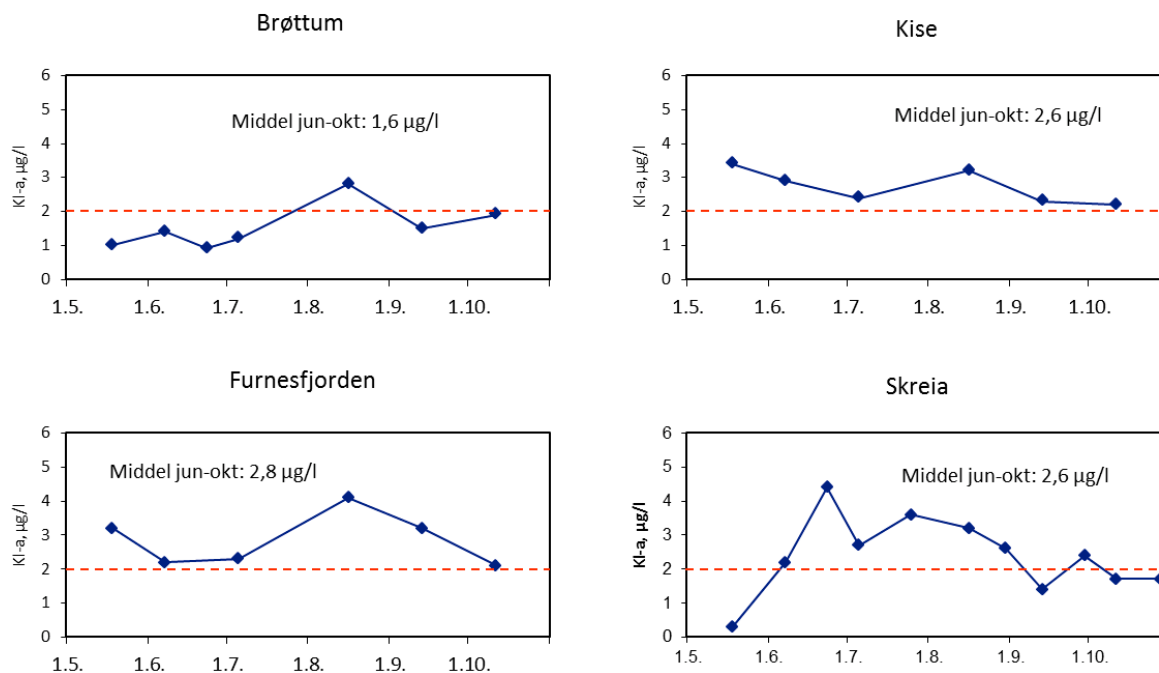 Brøttum
6
5
4
3
2
1
0
Kl-a, µg/l
Middel jun-okt: 1,6 µg/l
1.5. 1.6. 1.7. 1.8. 1.9. 1.10.
Kise
6
5
4
3
2
1
0
Kl-a, µg/l
Middel jun-okt: 2,6 µg/l
1.5. 1.6. 1.7. 1.8. 1.9. 1.10.
Furnesfjorden
6
5
4
3
2
1
0
Kl-a, µg/l
Middel jun-okt: 2,8 µg/l
1.5. 1.6. 1.7. 1.8. 1.9. 1.10.
Skreia
6
5
4
3
2
1
0
Kl-a, µg/l
Middel jun-okt: 2,6 µg/l
1.5. 1.6. 1.7. 1.8. 1.9. 1.10.